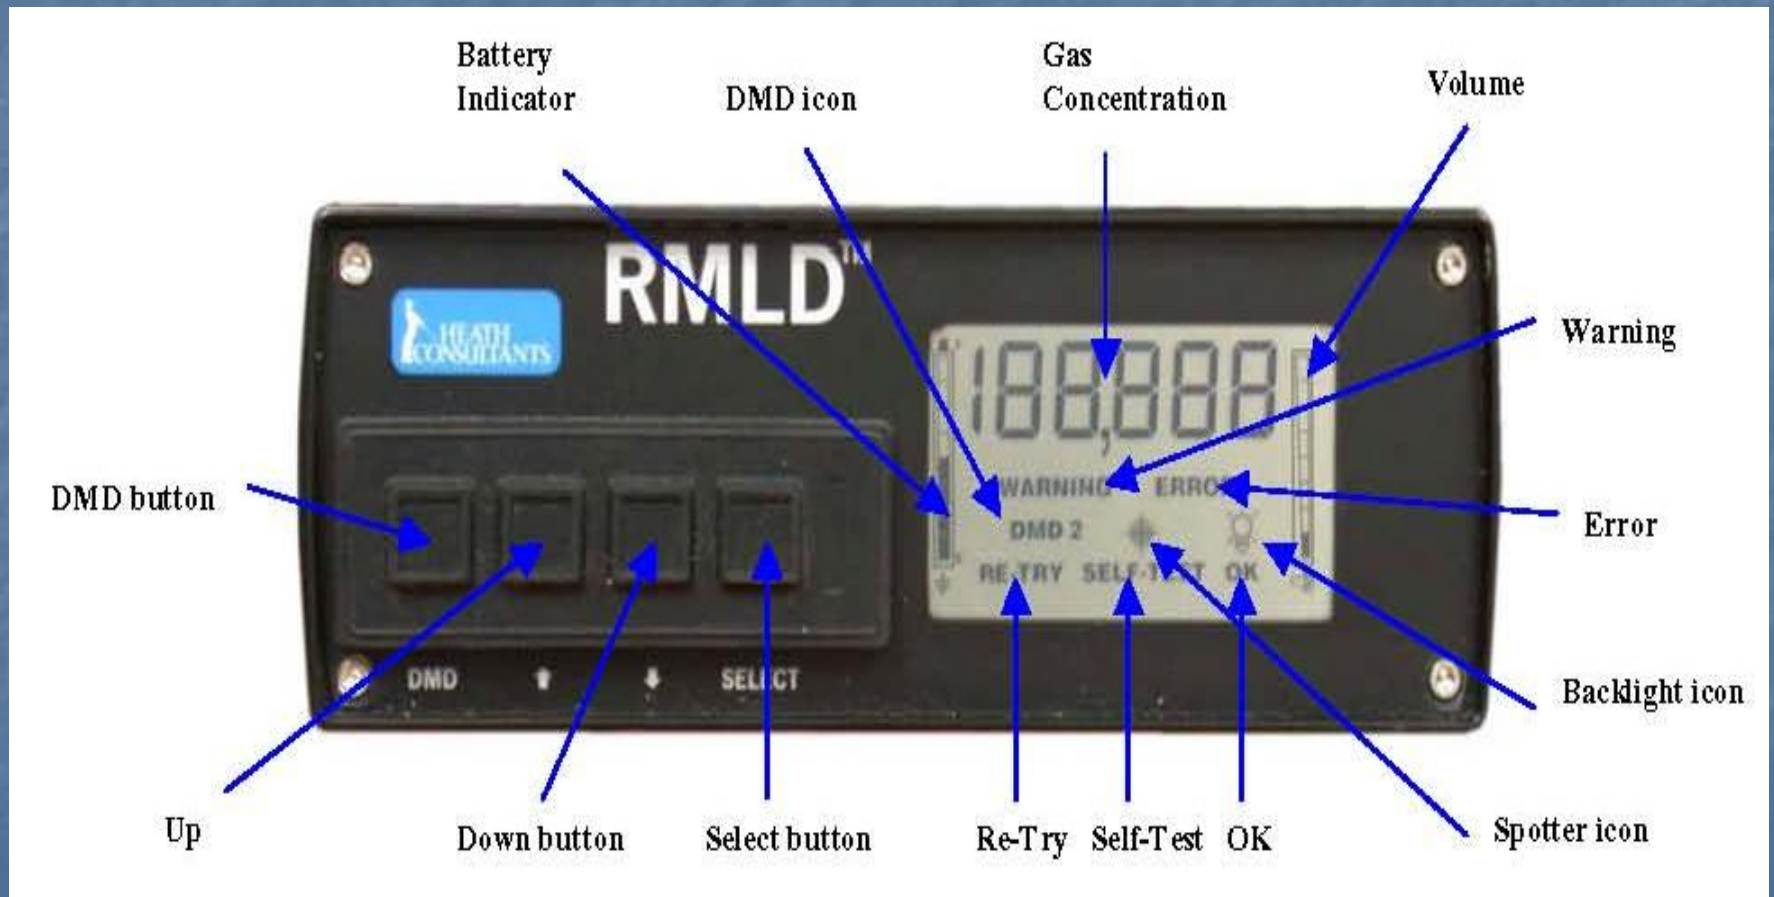 Battery
Indicator
DMD icon
Gas
Concentration
Volume
RMLD™
HEATH
CONSULTANTS
188,888
Warning
WARNING ERROR
DMD button
Error
DMD 2
RE-TRY SELF-TEST OK
DMD SELECT
Backlight icon
Up
Down button
Select button
Re-Try
Self-Test
OK
Spotter icon